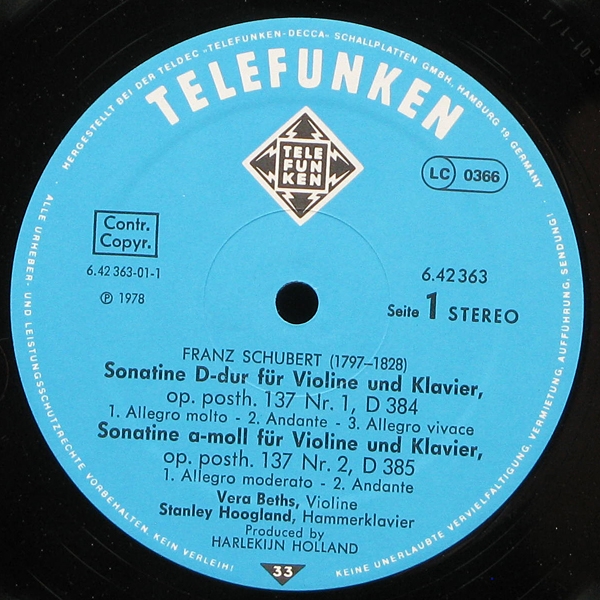 HERGESTELLT BEI DER TELDEC „TELEFUNKEN-DECCA" SCHALLPLATTEN GMBH., HAMBURG 19 GERMANY
TELEFUNKEN
TELE
FUN
KEN
LC 0366
Contr.
Copyr.
6.42 363-01-1
Ⓟ 1978
6.42363
Seite 1 STEREO
FRANZ SCHUBERT (1797–1828)
Sonatine D-dur für Violine und Klavier,
op. posth. 137 Nr. 1, D 384
1. Allegro molto - 2. Andante - 3. Allegro vivace
Sonatine a-moll für Violine und Klavier,
op. posth. 137 Nr. 2, D 385
1. Allegro moderato - 2. Andante
Vera Beths, Violine
Stanley Hoogland, Hammerklavier
Produced by
HARLEKIJN HOLLAND
33
ALLE URHEBER- UND LEISTUNGSSCHUTZRECHTE VORBEHALTEN. KEIN VERLEIH!
KEINE UNERLAUBTE VERVIELFÄLTIGUNG, VERMIETUNG, AUFFÜHRUNG, SENDUNG!